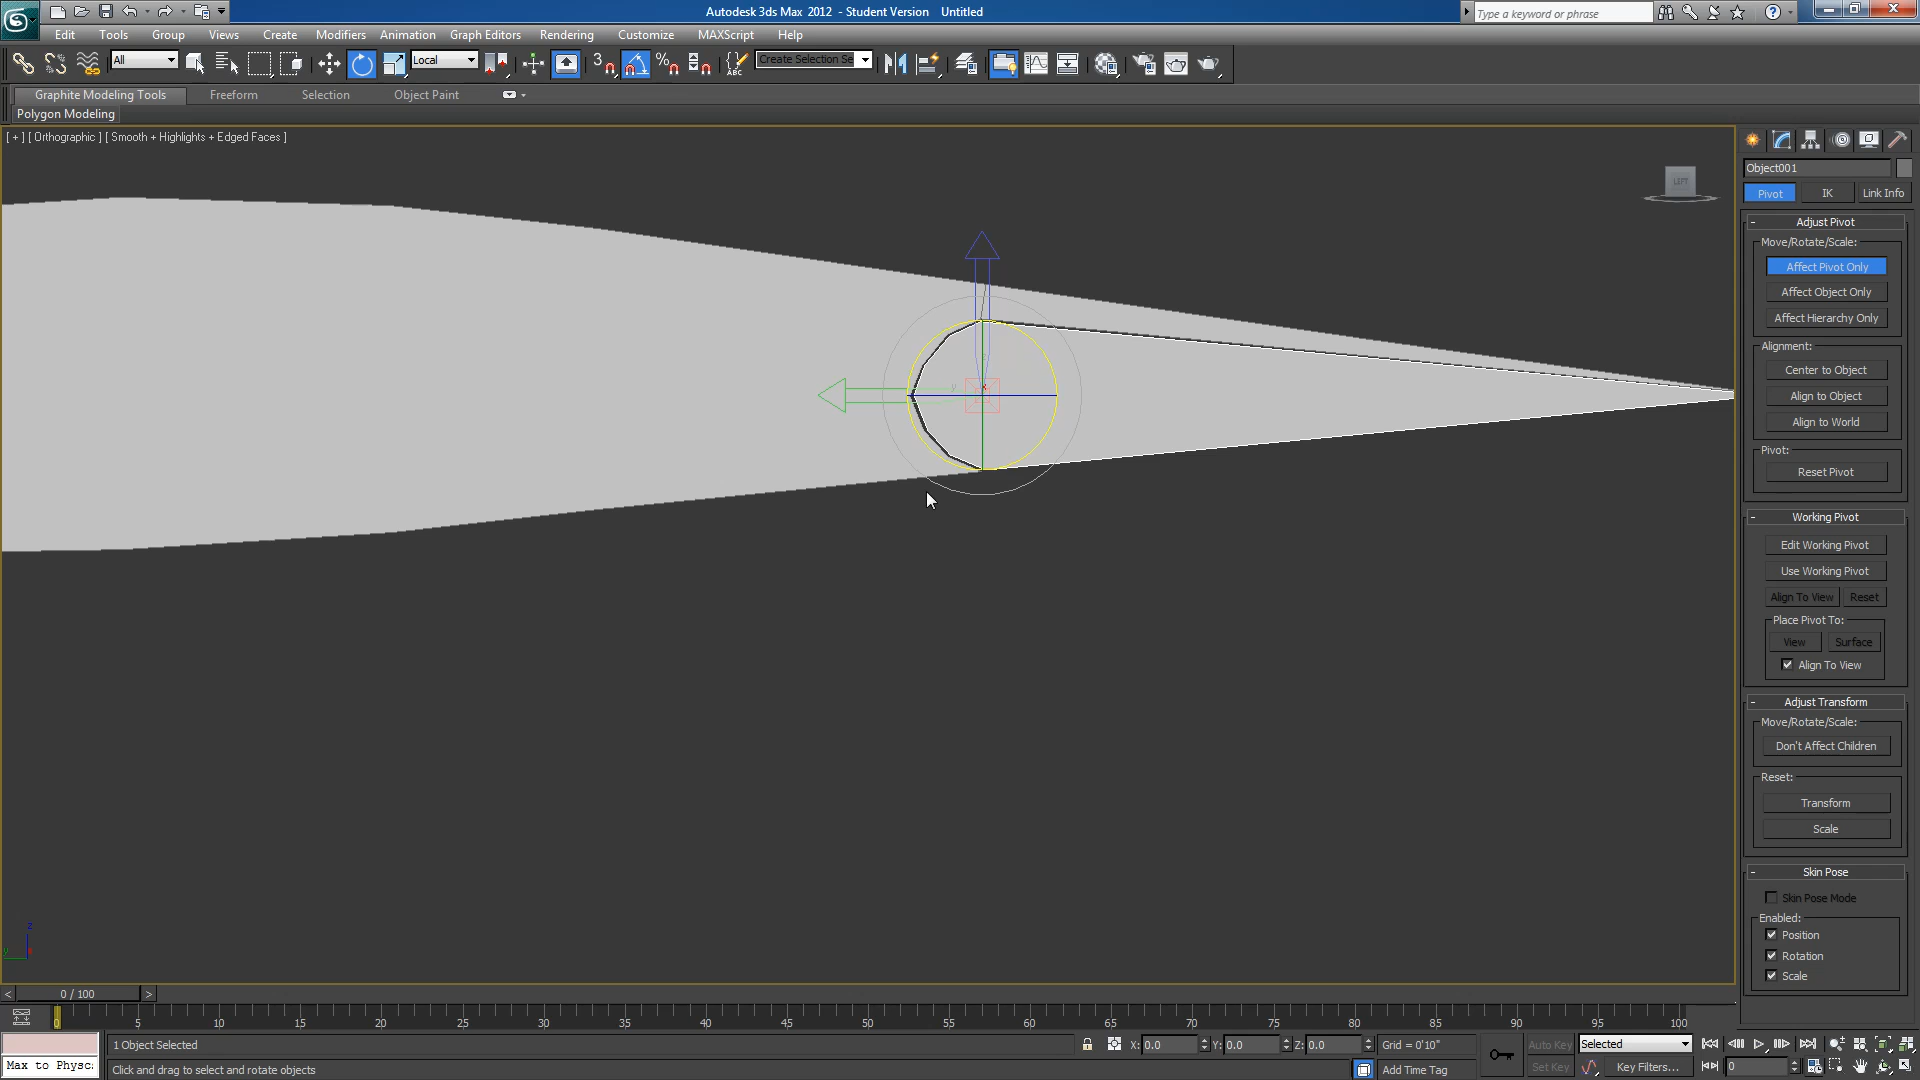 Autodesk 3ds Max 2012 - Student Version Untitled
Type a keyword or phrase
Edit Tools Group Views Create Modifiers Animation Graph Editors Rendering Customize MAXScript Help
All Local Create Selection Se
Graphite Modeling Tools Freeform Selection Object Paint
Polygon Modeling
[ + ] [ Orthographic ] [ Smooth + Highlights + Edged Faces ]
LEFT
Object001
Pivot IK Link Info
- Adjust Pivot
Move/Rotate/Scale:
Affect Pivot Only
Affect Object Only
Affect Hierarchy Only
Alignment:
Center to Object
Align to Object
Align to World
Pivot:
Reset Pivot
- Working Pivot
Edit Working Pivot
Use Working Pivot
Align To View Reset
Place Pivot To:
View Surface
Align To View
- Adjust Transform
Move/Rotate/Scale:
Don't Affect Children
Reset:
Transform
Scale
- Skin Pose
Skin Pose Mode
Enabled:
Position
Rotation
Scale
z
y
< 0 / 100 >
5 10 15 20 25 30 35 40 45 50 55 60 65 70 75 80 85 90 95 100
1 Object Selected X: 0.0 Y: 0.0 Z: 0.0 Grid = 0'10" Auto Key Selected
Max to Physc: Click and drag to select and rotate objects Add Time Tag Set Key Key Filters... 0